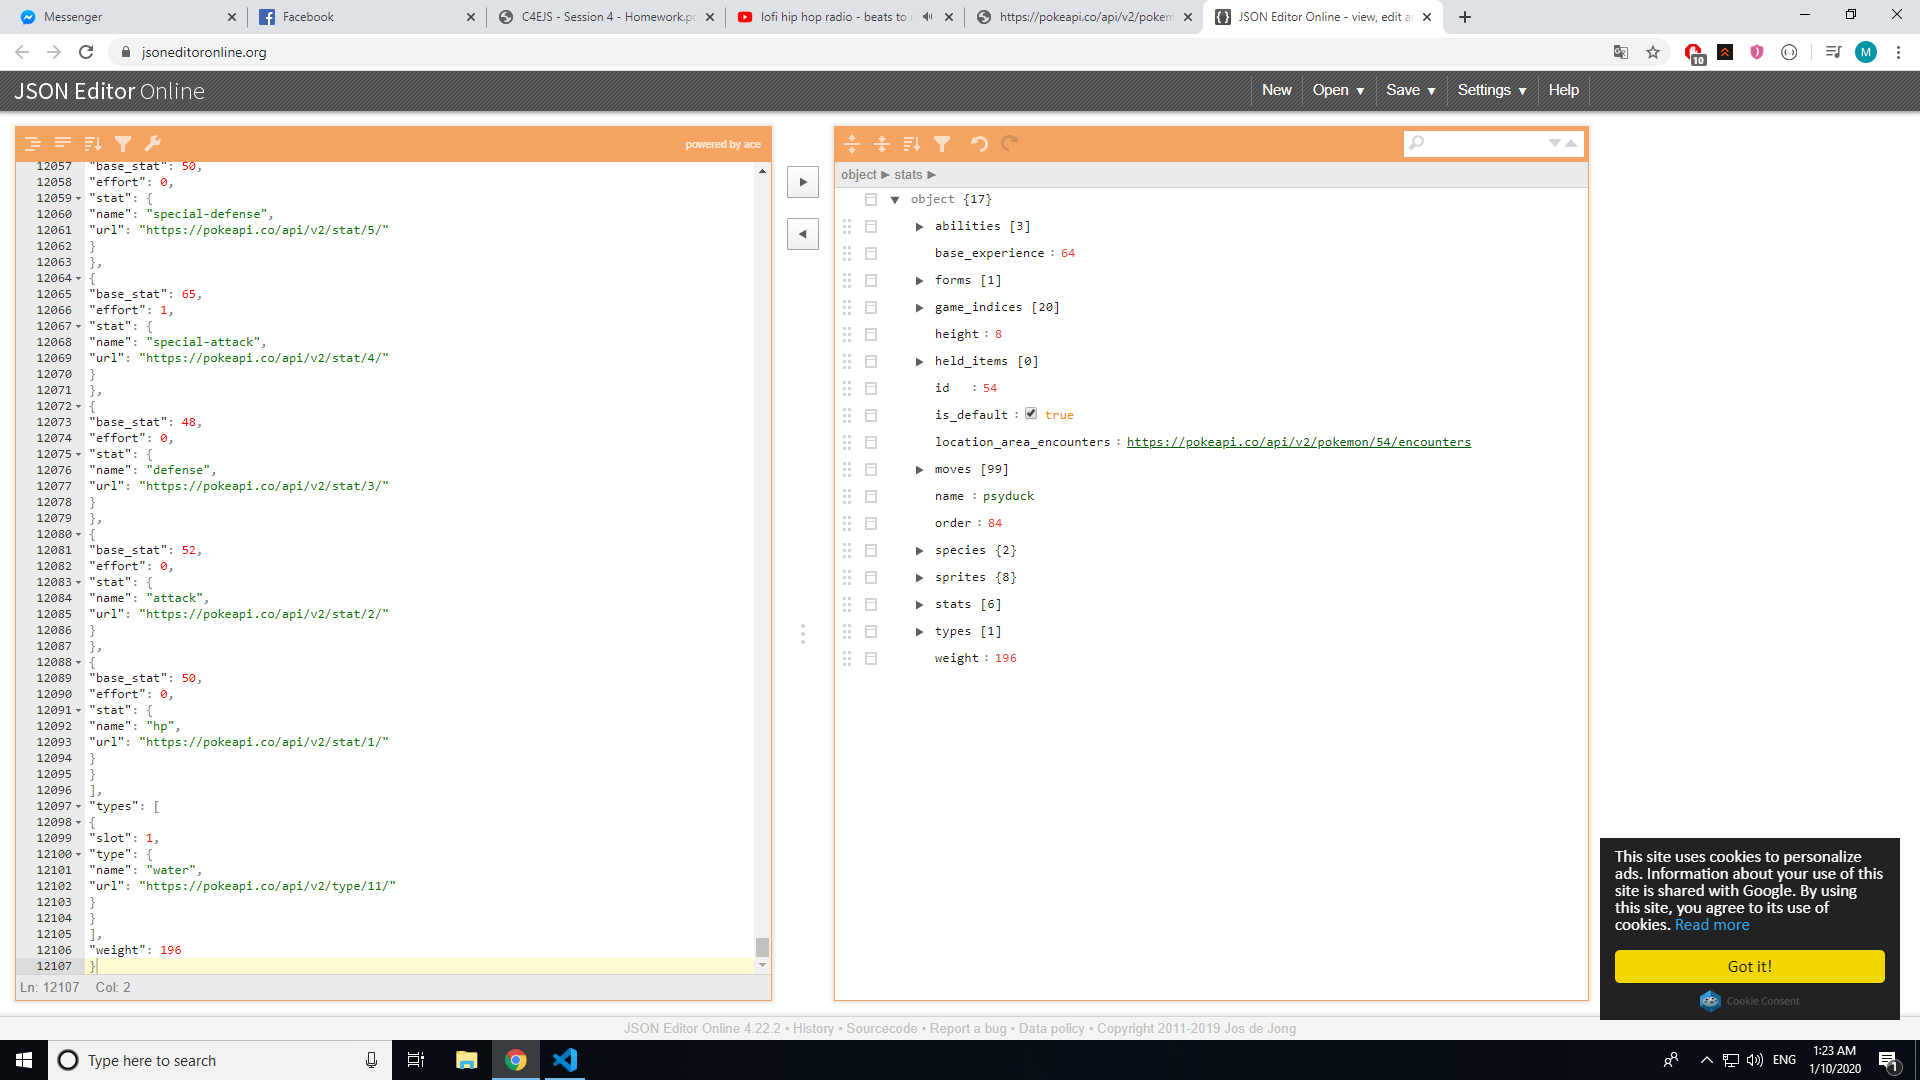 Messenger
Facebook
C4EJS - Session 4 - Homework.pd
lofi hip hop radio - beats to r
https://pokeapi.co/api/v2/pokem
JSON Editor Online - view, edit a
jsoneditoronline.org
10
M
JSON Editor Online
New
Open ▼
Save ▼
Settings ▼
Help
powered by ace
12057 "base_stat": 50,
12058 "effort": 0,
12059 "stat": {
12060 "name": "special-defense",
12061 "url": "https://pokeapi.co/api/v2/stat/5/"
12062 }
12063 },
12064 {
12065 "base_stat": 65,
12066 "effort": 1,
12067 "stat": {
12068 "name": "special-attack",
12069 "url": "https://pokeapi.co/api/v2/stat/4/"
12070 }
12071 },
12072 {
12073 "base_stat": 48,
12074 "effort": 0,
12075 "stat": {
12076 "name": "defense",
12077 "url": "https://pokeapi.co/api/v2/stat/3/"
12078 }
12079 },
12080 {
12081 "base_stat": 52,
12082 "effort": 0,
12083 "stat": {
12084 "name": "attack",
12085 "url": "https://pokeapi.co/api/v2/stat/2/"
12086 }
12087 },
12088 {
12089 "base_stat": 50,
12090 "effort": 0,
12091 "stat": {
12092 "name": "hp",
12093 "url": "https://pokeapi.co/api/v2/stat/1/"
12094 }
12095 }
12096 ],
12097 "types": [
12098 {
12099 "slot": 1,
12100 "type": {
12101 "name": "water",
12102 "url": "https://pokeapi.co/api/v2/type/11/"
12103 }
12104 }
12105 ],
12106 "weight": 196
12107 }
Ln: 12107 Col: 2
object ▶ stats ▶
object {17}
abilities [3]
base_experience : 64
forms [1]
game_indices [20]
height : 8
held_items [0]
id : 54
is_default : true
location_area_encounters : https://pokeapi.co/api/v2/pokemon/54/encounters
moves [99]
name : psyduck
order : 84
species {2}
sprites {8}
stats [6]
types [1]
weight : 196
This site uses cookies to personalize
ads. Information about your use of this
site is shared with Google. By using
this site, you agree to its use of
cookies. Read more
Got it!
Cookie Consent
JSON Editor Online 4.22.2 • History • Sourcecode • Report a bug • Data policy • Copyright 2011-2019 Jos de Jong
Type here to search
ENG
1:23 AM
1/10/2020
1